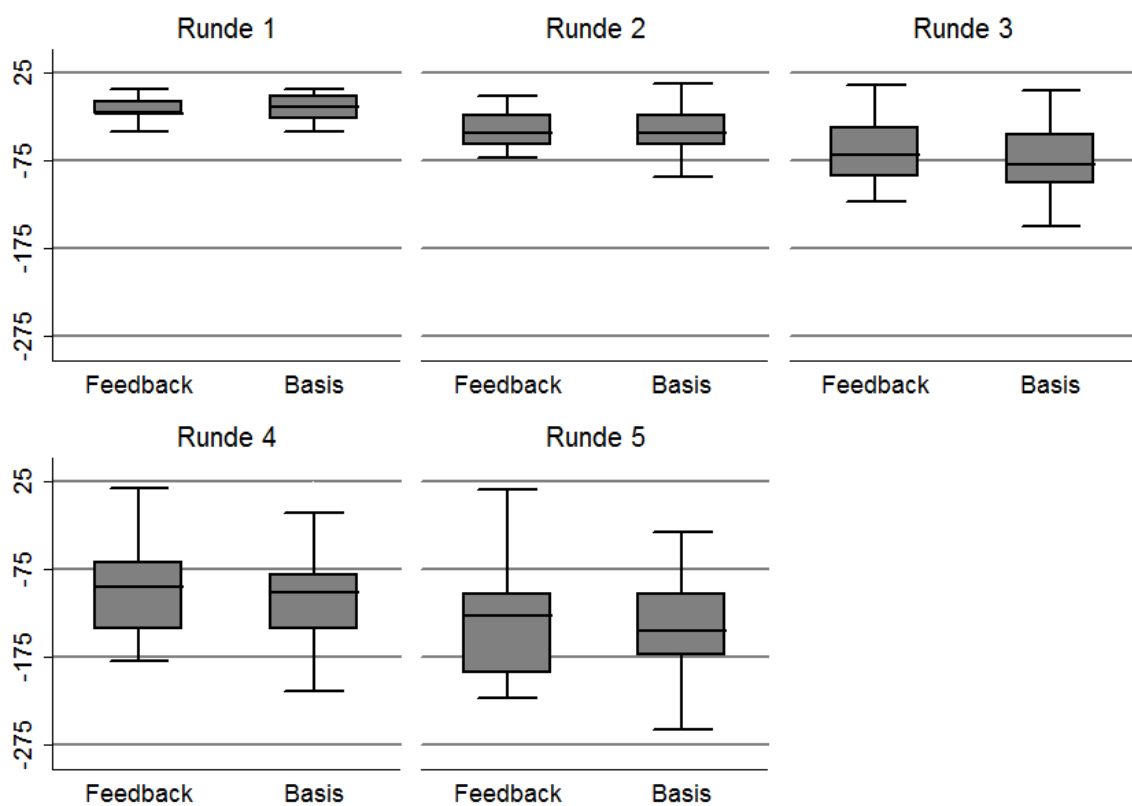 Runde 1
Runde 2
Runde 3
25
-75
-175
-275
Feedback
Basis
Feedback
Basis
Feedback
Basis
Runde 4
Runde 5
25
-75
-175
-275
Feedback
Basis
Feedback
Basis